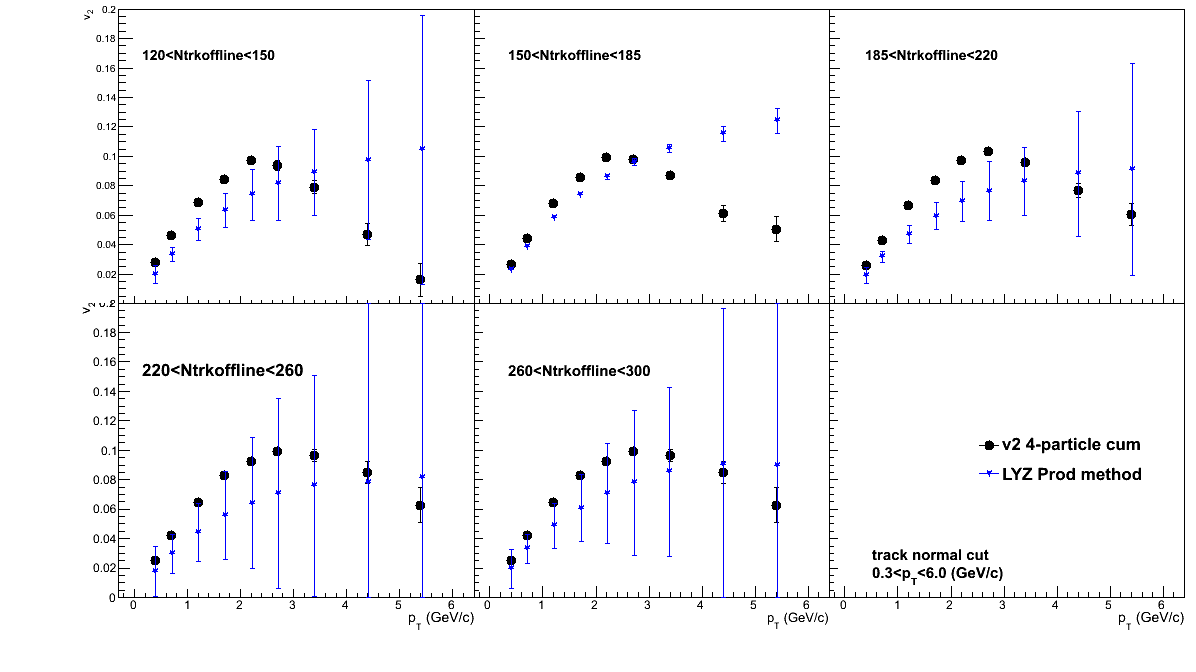 v2
0.2
0.18
0.16
0.14
0.12
0.1
0.08
0.06
0.04
0.02
120<Ntrkoffline<150
150<Ntrkoffline<185
185<Ntrkoffline<220
v2
0.2
0.18
0.16
0.14
0.12
0.1
0.08
0.06
0.04
0.02
0
220<Ntrkoffline<260
260<Ntrkoffline<300
v2 4-particle cum
LYZ Prod method
track normal cut
0.3<pT<6.0 (GeV/c)
0 1 2 3 4 5 6
pT (GeV/c)
0 1 2 3 4 5 6
pT (GeV/c)
0 1 2 3 4 5 6
pT (GeV/c)